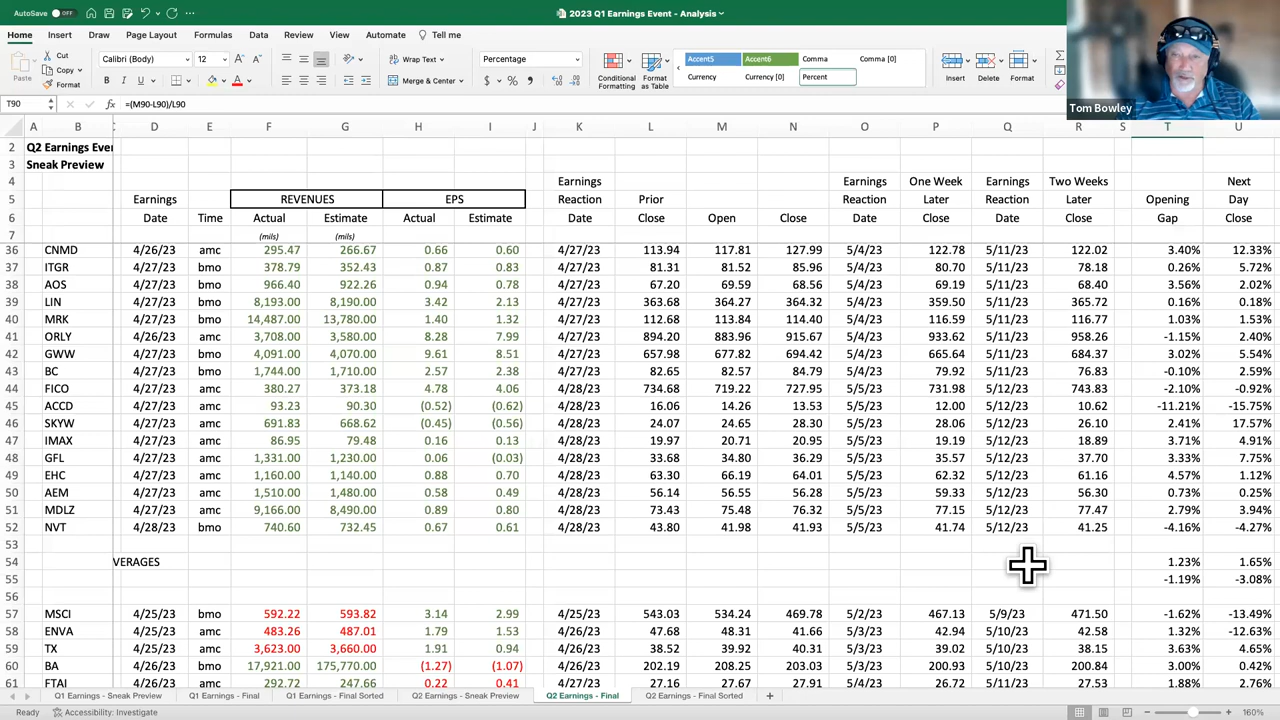 AutoSave OFF 2023 Q1 Earnings Event - Analysis
Home Insert Draw Page Layout Formulas Data Review View Automate Tell me
Paste Cut Copy Format Calibri (Body) 12 B I U A Wrap Text Merge & Center Percentage $ % Conditional Formatting Format as Table Accent5 Accent6 Comma Comma [0] Currency Currency [0] Percent Insert Delete Format
Tom Bowley
T90 fx =(M90-L90)/L90
A B C D E F G H I J K L M N O P Q R S T U
2 Q2 Earnings Eve
3 Sneak Preview
4 Earnings Earnings One Week Earnings Two Weeks Next
5 Earnings REVENUES EPS Reaction Prior Reaction Later Reaction Later Opening Day
6 Date Time Actual Estimate Actual Estimate Date Close Open Close Date Close Date Close Gap Close
7 (mils) (mils)
36 CNMD 4/26/23 amc 295.47 266.67 0.66 0.60 4/27/23 113.94 117.81 127.99 5/4/23 122.78 5/11/23 122.02 3.40% 12.33%
37 ITGR 4/27/23 bmo 378.79 352.43 0.87 0.83 4/27/23 81.31 81.52 85.96 5/4/23 80.70 5/11/23 78.18 0.26% 5.72%
38 AOS 4/27/23 bmo 966.40 922.26 0.94 0.78 4/27/23 67.20 69.59 68.56 5/4/23 69.19 5/11/23 68.40 3.56% 2.02%
39 LIN 4/27/23 bmo 8,193.00 8,190.00 3.42 2.13 4/27/23 363.68 364.27 364.32 5/4/23 359.50 5/11/23 365.72 0.16% 0.18%
40 MRK 4/27/23 bmo 14,487.00 13,780.00 1.40 1.32 4/27/23 112.68 113.84 114.40 5/4/23 116.59 5/11/23 116.77 1.03% 1.53%
41 ORLY 4/26/23 amc 3,708.00 3,580.00 8.28 7.99 4/27/23 894.20 883.96 915.67 5/4/23 933.62 5/11/23 958.26 -1.15% 2.40%
42 GWW 4/27/23 bmo 4,091.00 4,070.00 9.61 8.51 4/27/23 657.98 677.82 694.42 5/4/23 665.64 5/11/23 684.37 3.02% 5.54%
43 BC 4/27/23 bmo 1,744.00 1,710.00 2.57 2.38 4/27/23 82.65 82.57 84.79 5/4/23 79.92 5/11/23 76.83 -0.10% 2.59%
44 FICO 4/27/23 amc 380.27 373.18 4.78 4.06 4/28/23 734.68 719.22 727.95 5/5/23 731.98 5/12/23 743.83 -2.10% -0.92%
45 ACCD 4/27/23 amc 93.23 90.30 (0.52) (0.62) 4/28/23 16.06 14.26 13.53 5/5/23 12.00 5/12/23 10.62 -11.21% -15.75%
46 SKYW 4/27/23 amc 691.83 668.62 (0.45) (0.56) 4/28/23 24.07 24.65 28.30 5/5/23 28.06 5/12/23 26.10 2.41% 17.57%
47 IMAX 4/27/23 amc 86.95 79.48 0.16 0.13 4/28/23 19.97 20.71 20.95 5/5/23 19.19 5/12/23 18.89 3.71% 4.91%
48 GFL 4/27/23 amc 1,331.00 1,230.00 0.06 (0.03) 4/28/23 33.68 34.80 36.29 5/5/23 35.57 5/12/23 37.70 3.33% 7.75%
49 EHC 4/27/23 amc 1,160.00 1,140.00 0.88 0.70 4/28/23 63.30 66.19 64.01 5/5/23 62.32 5/12/23 61.16 4.57% 1.12%
50 AEM 4/27/23 amc 1,510.00 1,480.00 0.58 0.49 4/28/23 56.14 56.55 56.28 5/5/23 59.33 5/12/23 56.30 0.73% 0.25%
51 MDLZ 4/27/23 amc 9,166.00 8,490.00 0.89 0.80 4/28/23 73.43 75.48 76.32 5/5/23 77.15 5/12/23 77.47 2.79% 3.94%
52 NVT 4/28/23 bmo 740.60 732.45 0.67 0.61 4/28/23 43.80 41.98 41.93 5/5/23 41.74 5/12/23 41.25 -4.16% -4.27%
53
54 VERAGES 1.23% 1.65%
55 -1.19% -3.08%
56
57 MSCI 4/25/23 bmo 592.22 593.82 3.14 2.99 4/25/23 543.03 534.24 469.78 5/2/23 467.13 5/9/23 471.50 -1.62% -13.49%
58 ENVA 4/25/23 amc 483.26 487.01 1.79 1.53 4/26/23 47.68 48.31 41.66 5/3/23 42.94 5/10/23 42.58 1.32% -12.63%
59 TX 4/25/23 amc 3,623.00 3,660.00 1.91 0.94 4/26/23 38.52 39.92 40.31 5/3/23 39.02 5/10/23 38.15 3.63% 4.65%
60 BA 4/26/23 bmo 17,921.00 175,770.00 (1.27) (1.07) 4/26/23 202.19 208.25 203.03 5/3/23 200.93 5/10/23 200.84 3.00% 0.42%
61 FTAI 4/26/23 amc 292.72 247.66 0.22 0.41 4/27/23 27.16 27.67 27.91 5/4/23 26.72 5/11/23 27.53 1.88% 2.76%
Q1 Earnings - Sneak Preview Q1 Earnings - Final Q1 Earnings - Final Sorted Q2 Earnings - Sneak Preview Q2 Earnings - Final Q2 Earnings - Final Sorted +
Ready Accessibility: Investigate 160%